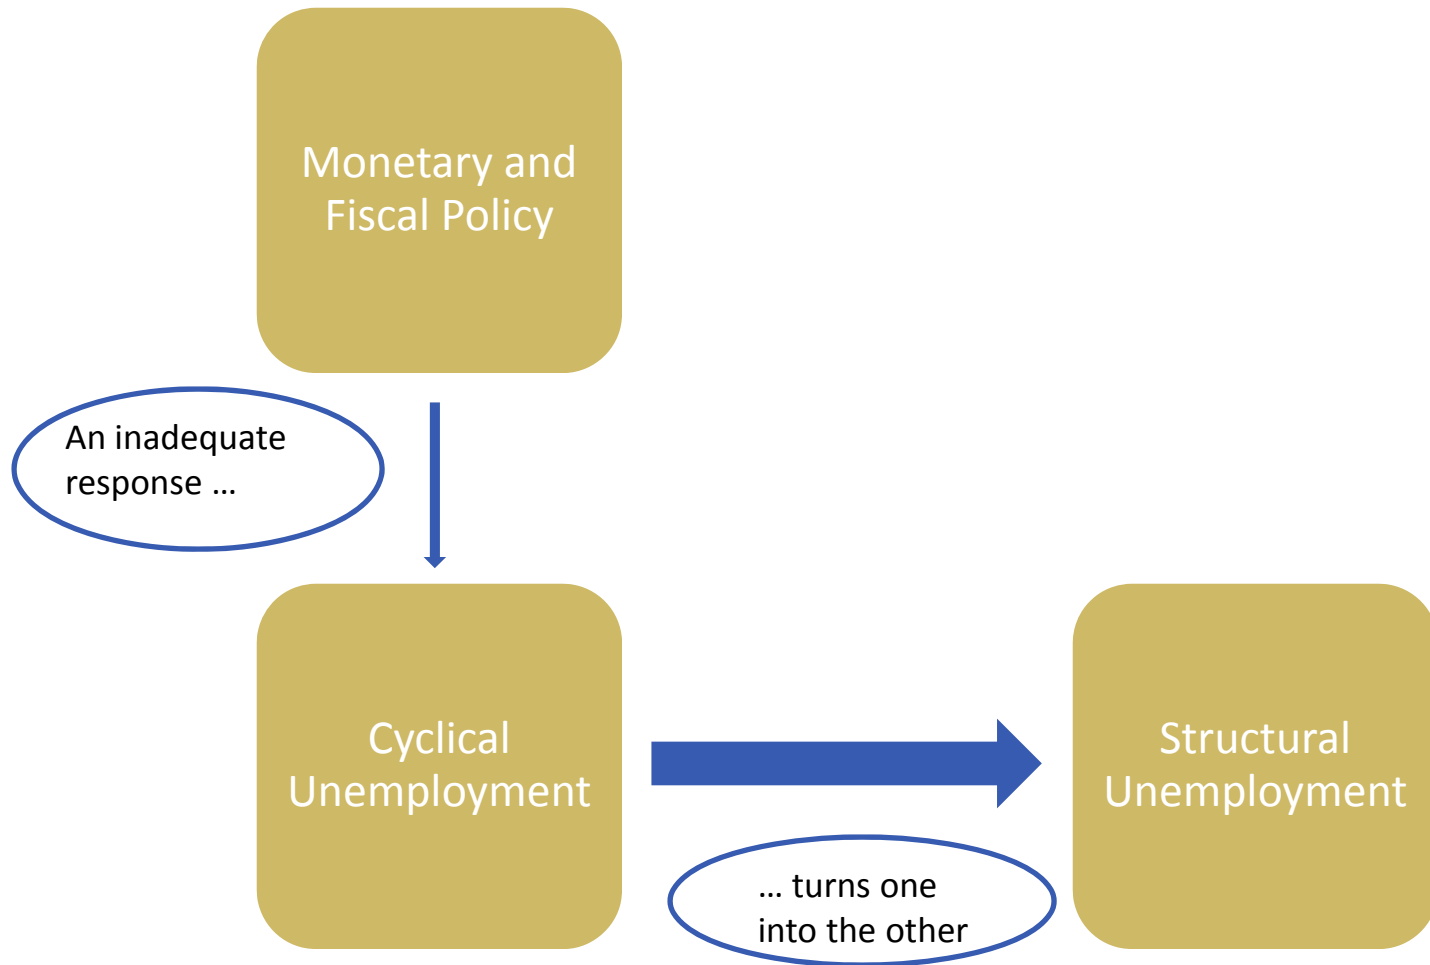 Monetary and
Fiscal Policy
An inadequate
response …
Cyclical
Unemployment
Structural
Unemployment
… turns one
into the other